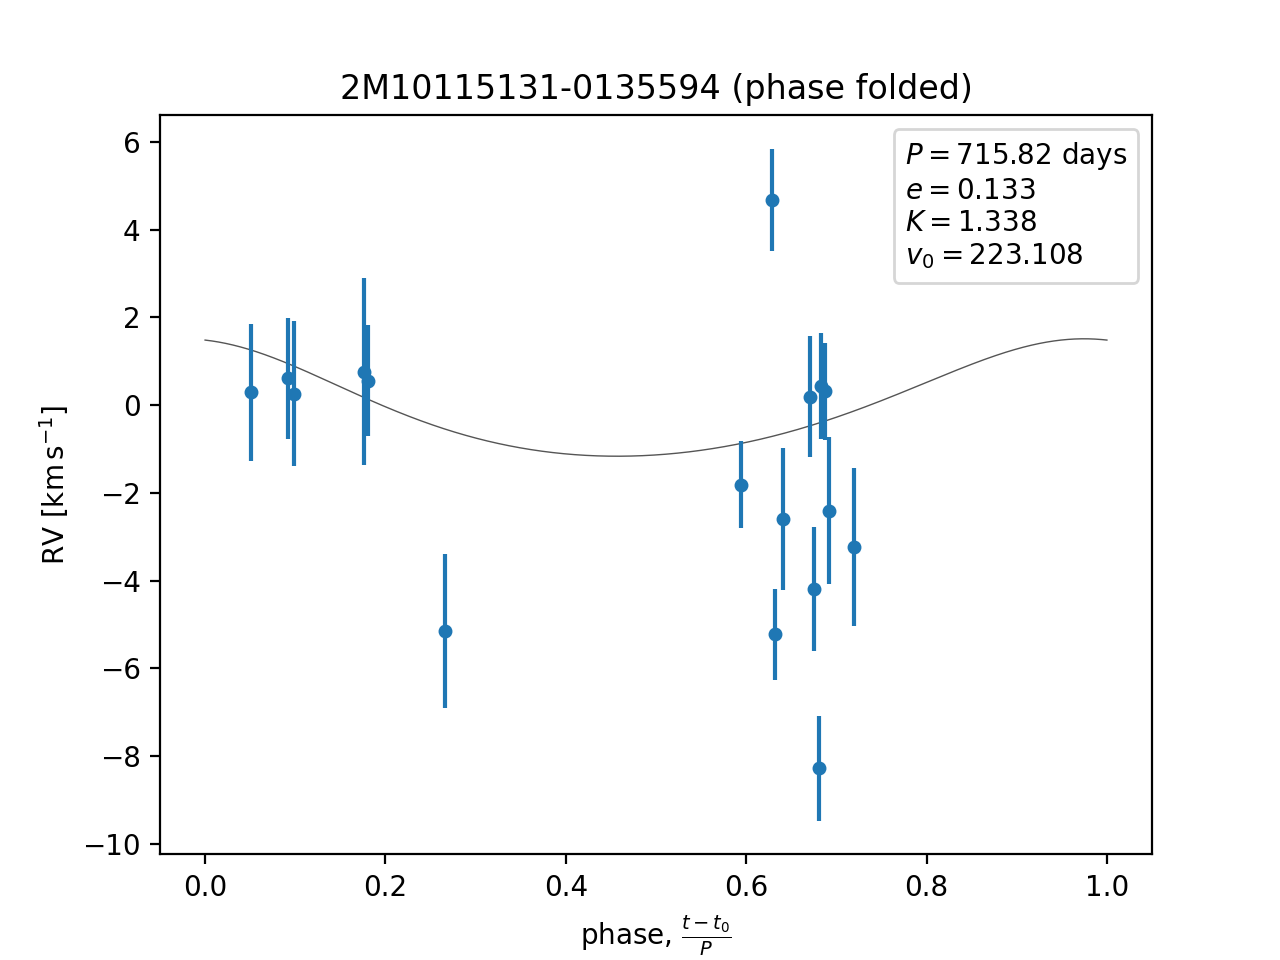 2M10115131-0135594 (phase folded)
P = 715.82 days
e = 0.133
K = 1.338
v₀ = 223.108
6
4
2
0
−2
−4
−6
−8
−10
RV [km s⁻¹]
0.0 0.2 0.4 0.6 0.8 1.0
phase, (t − t₀)/P